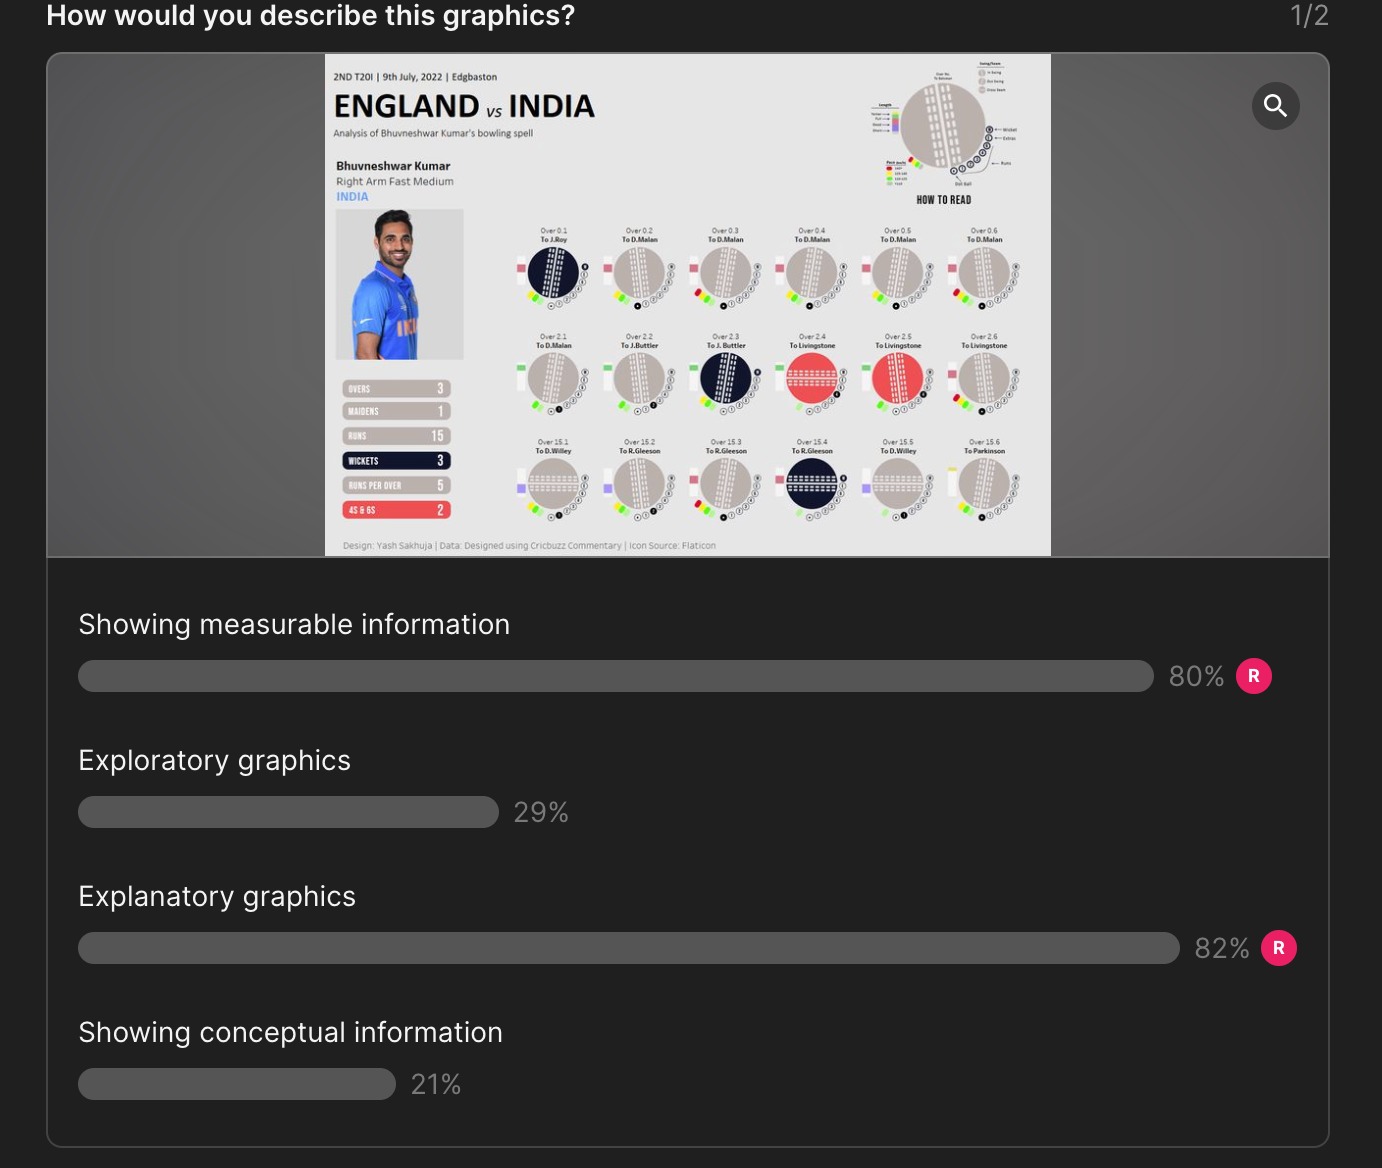 How would you describe this graphics?
1/2
2ND T20I | 9th July, 2022 | Edgbaston
ENGLAND vs INDIA
Analysis of Bhuvneshwar Kumar's bowling spell
Bhuvneshwar Kumar
Right Arm Fast Medium
INDIA
Swing/Seam
Length
Wicket
Extras
Runs
Dot Ball
HOW TO READ
Over 0.1 Over 0.2 Over 0.3 Over 0.4 Over 0.5 Over 0.6
To J.Roy To D.Malan To D.Malan To D.Malan To D.Malan To D.Malan
Over 2.1 Over 2.2 Over 2.3 Over 2.4 Over 2.5 Over 2.6
To D.Malan To J.Buttler To J. Buttler To Livingstone To Livingstone To Livingstone
Over 15.1 Over 15.2 Over 15.3 Over 15.4 Over 15.5 Over 15.6
To D.Willey To R.Gleeson To R.Gleeson To R.Gleeson To D.Willey To Parkinson
OVERS 3
MAIDENS 1
RUNS 15
WICKETS 3
RUNS PER OVER 5
4S & 6S 2
Design: Yash Sakhuja | Data: Designed using Cricbuzz Commentary | Icon Source: Flaticon
Showing measurable information
80% R
Exploratory graphics
29%
Explanatory graphics
82% R
Showing conceptual information
21%